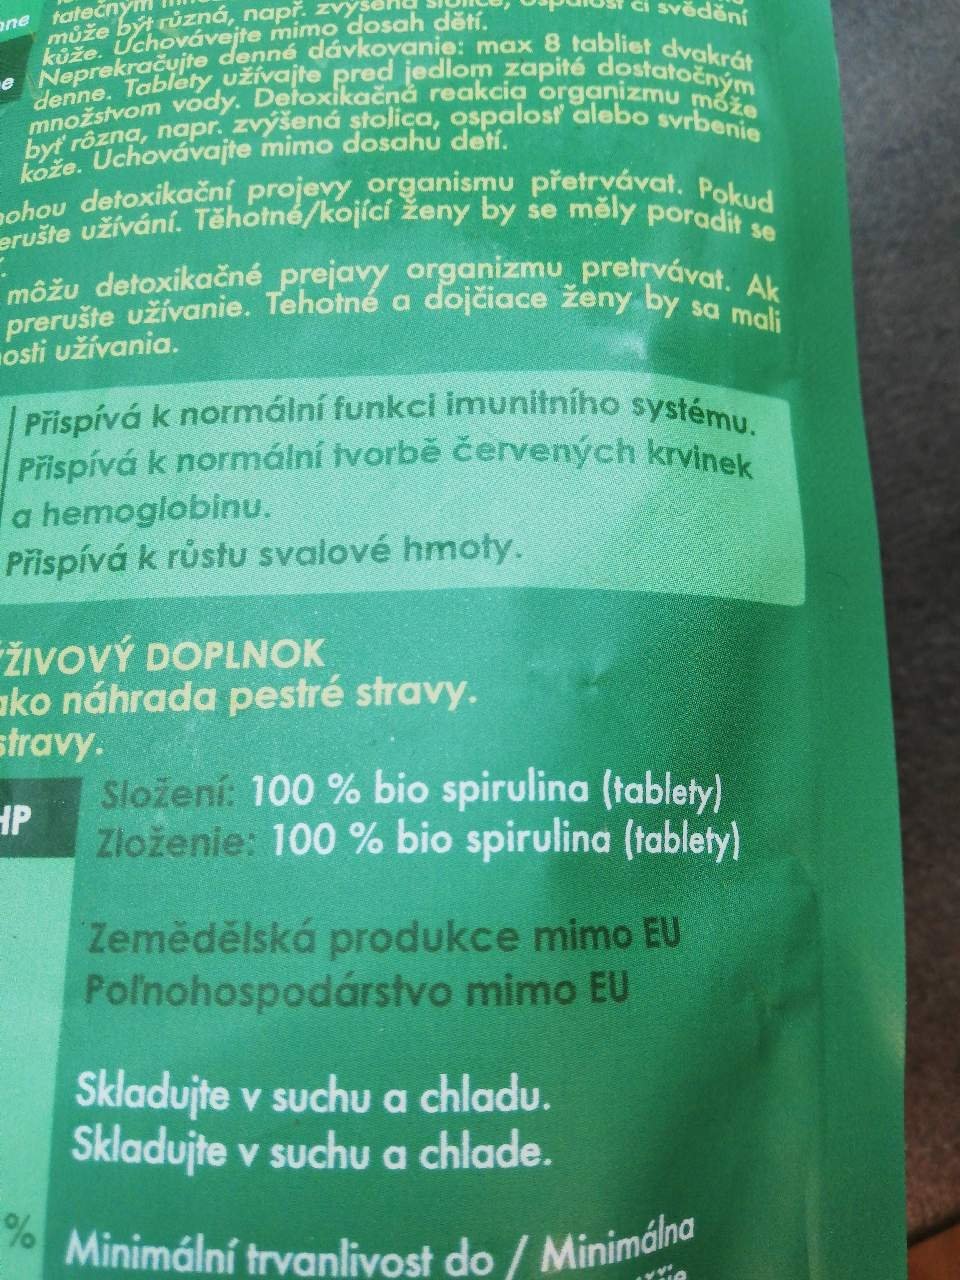 může být různá, např. zvýšená stolice, ospalost či svědění
kůže. Uchovávejte mimo dosah dětí.
Neprekračujte denné dávkovanie: max 8 tabliet dvakrát
denne. Tablety užívajte pred jedlom zapité dostatočným
množstvom vody. Detoxikačná reakcia organizmu môže
byť rôzna, napr. zvýšená stolica, ospalosť alebo svrbenie
kože. Uchovávajte mimo dosahu detí.
mohou detoxikační projevy organismu přetrvávat. Pokud
přerušte užívání. Těhotné/kojící ženy by se měly poradit se
môžu detoxikačné prejavy organizmu pretrvávať. Ak
prerušte užívanie. Tehotné a dojčiace ženy by sa mali
nosti užívania.
Přispívá k normální funkci imunitního systému.
Přispívá k normální tvorbě červených krvinek
a hemoglobinu.
Přispívá k růstu svalové hmoty.
ÝŽIVOVÝ DOPLNOK
ako náhrada pestré stravy.
stravy.
HP
Složení: 100 % bio spirulina (tablety)
Zloženie: 100 % bio spirulina (tablety)
Zemědělská produkce mimo EU
Poľnohospodárstvo mimo EU
Skladujte v suchu a chladu.
Skladujte v suchu a chlade.
%
Minimální trvanlivost do / Minimálna